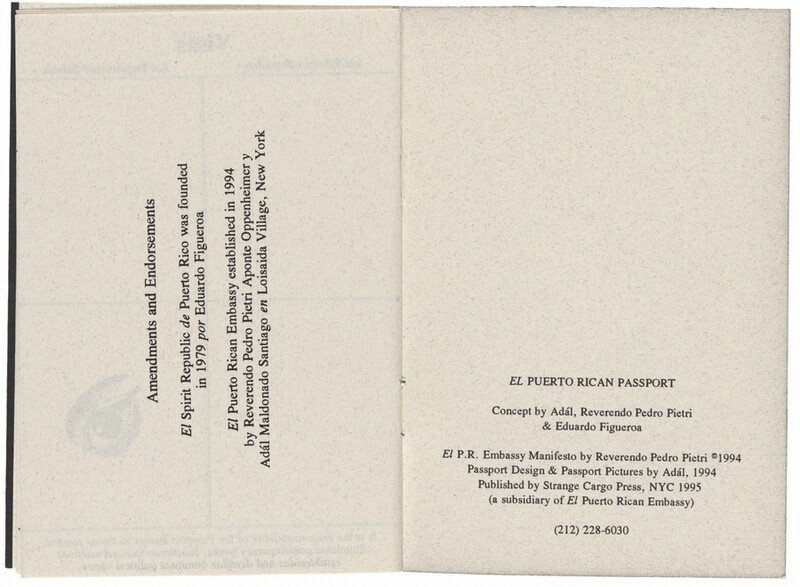 Amendments and Endorsements
El Spirit Republic de Puerto Rico was founded
in 1979 por Eduardo Figueroa
El Puerto Rican Embassy established in 1994
by Reverendo Pedro Pietri Aponte Oppenheimer y
Adál Maldonado Santiago en Loisaida Village, New York
EL PUERTO RICAN PASSPORT
Concept by Adál, Reverendo Pedro Pietri
& Eduardo Figueroa
El P.R. Embassy Manifesto by Reverendo Pedro Pietri ©1994
Passport Design & Passport Pictures by Adál, 1994
Published by Strange Cargo Press, NYC 1995
(a subsidiary of El Puerto Rican Embassy)
(212) 228-6030